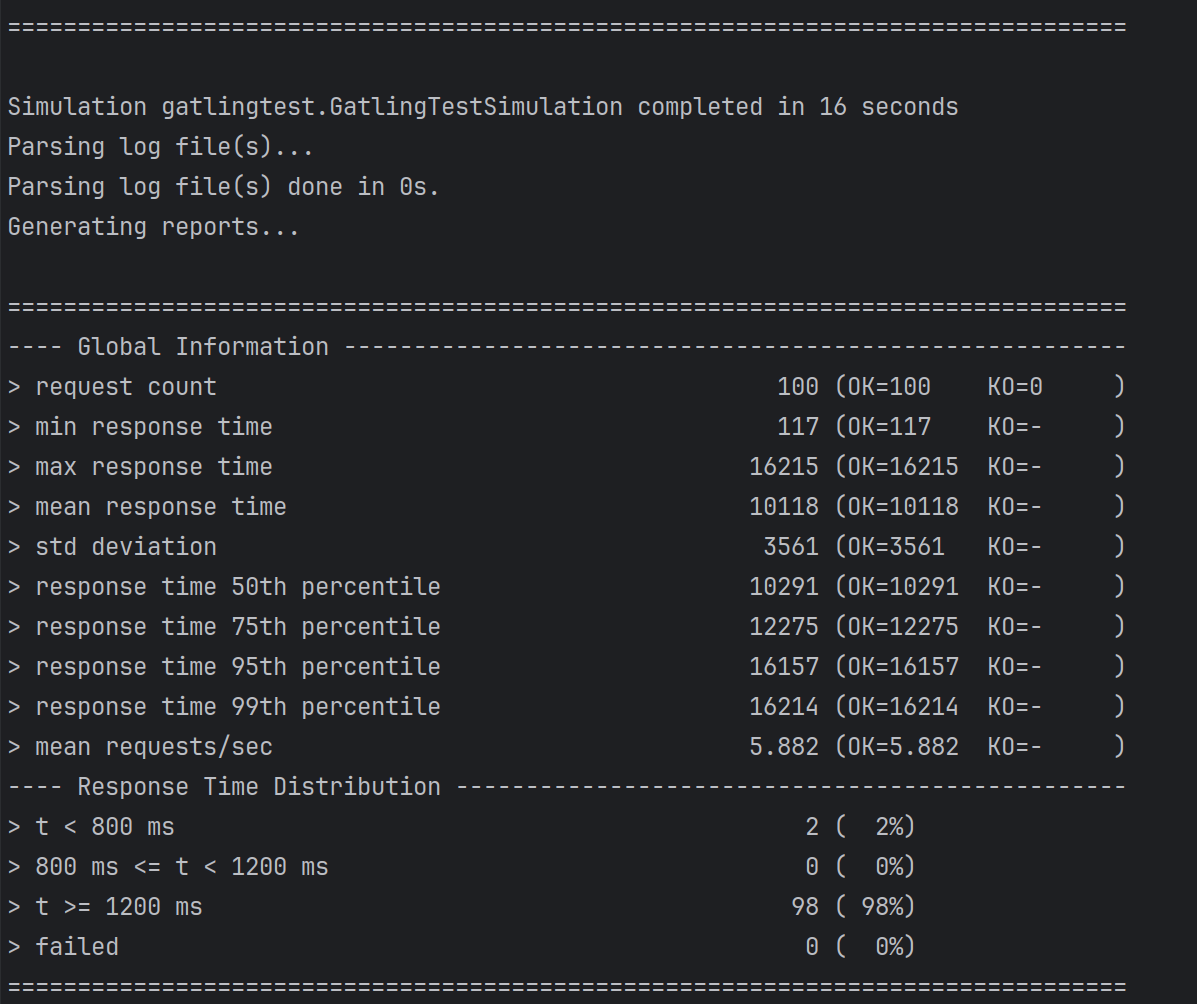 ================================================================================
Simulation gatlingtest.GatlingTestSimulation completed in 16 seconds
Parsing log file(s)...
Parsing log file(s) done in 0s.
Generating reports...
================================================================================
---- Global Information --------------------------------------------------------
> request count                                        100 (OK=100    KO=0     )
> min response time                                    117 (OK=117    KO=-     )
> max response time                                  16215 (OK=16215  KO=-     )
> mean response time                                 10118 (OK=10118  KO=-     )
> std deviation                                       3561 (OK=3561   KO=-     )
> response time 50th percentile                      10291 (OK=10291  KO=-     )
> response time 75th percentile                      12275 (OK=12275  KO=-     )
> response time 95th percentile                      16157 (OK=16157  KO=-     )
> response time 99th percentile                      16214 (OK=16214  KO=-     )
> mean requests/sec                                  5.882 (OK=5.882  KO=-     )
---- Response Time Distribution ------------------------------------------------
> t < 800 ms                                             2 (  2%)
> 800 ms <= t < 1200 ms                                  0 (  0%)
> t >= 1200 ms                                          98 ( 98%)
> failed                                                 0 (  0%)
================================================================================